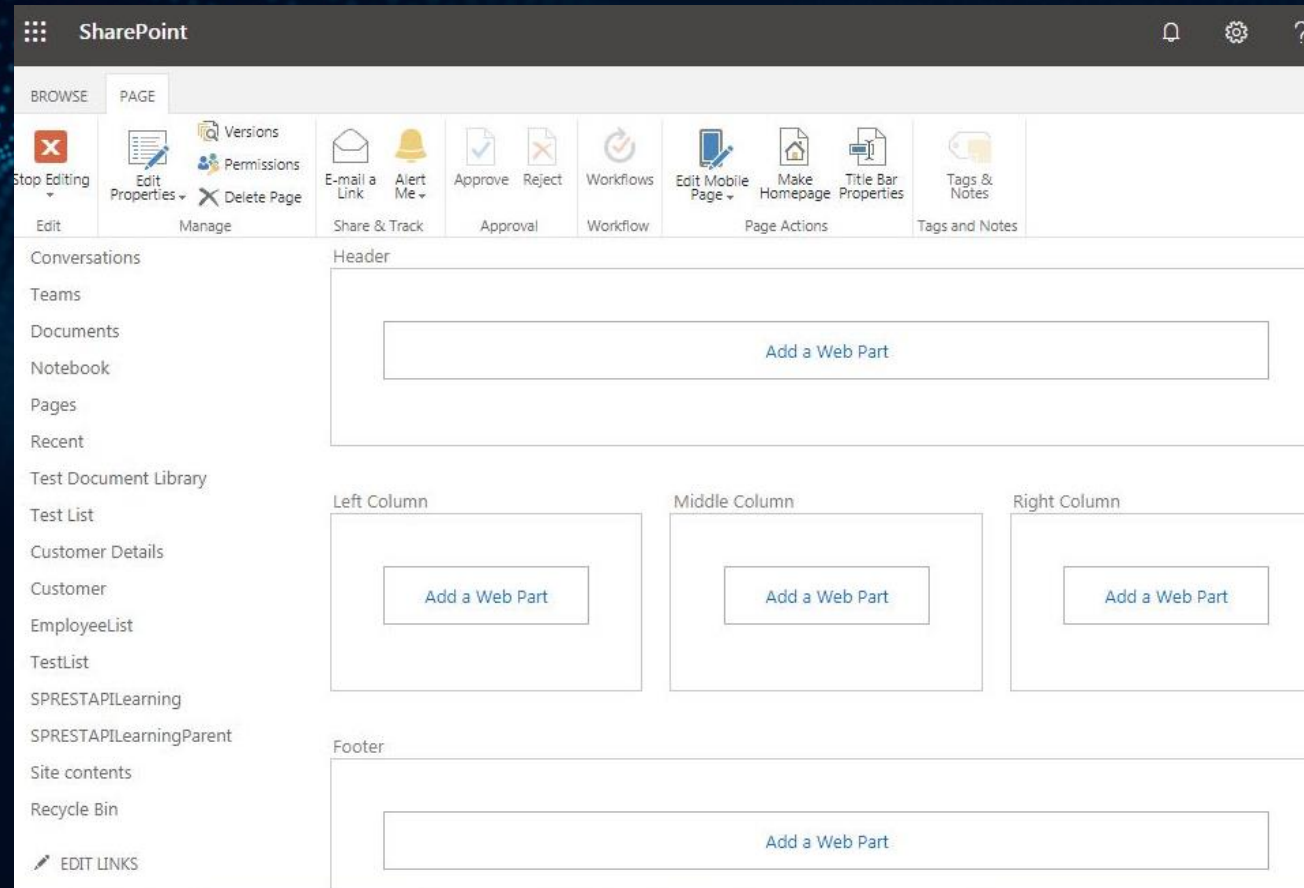 SharePoint
?
BROWSE PAGE
Stop Editing
Edit
Properties
Versions
Permissions
Delete Page
E-mail a
Link
Alert
Me
Approve
Reject
Workflows
Edit Mobile
Page
Make
Homepage
Title Bar
Properties
Tags &
Notes
Edit
Manage
Share & Track
Approval
Workflow
Page Actions
Tags and Notes
Conversations
Teams
Documents
Notebook
Pages
Recent
Test Document Library
Test List
Customer Details
Customer
EmployeeList
TestList
SPRESTAPILearning
SPRESTAPILearningParent
Site contents
Recycle Bin
EDIT LINKS
Header
Add a Web Part
Left Column
Add a Web Part
Middle Column
Add a Web Part
Right Column
Add a Web Part
Footer
Add a Web Part